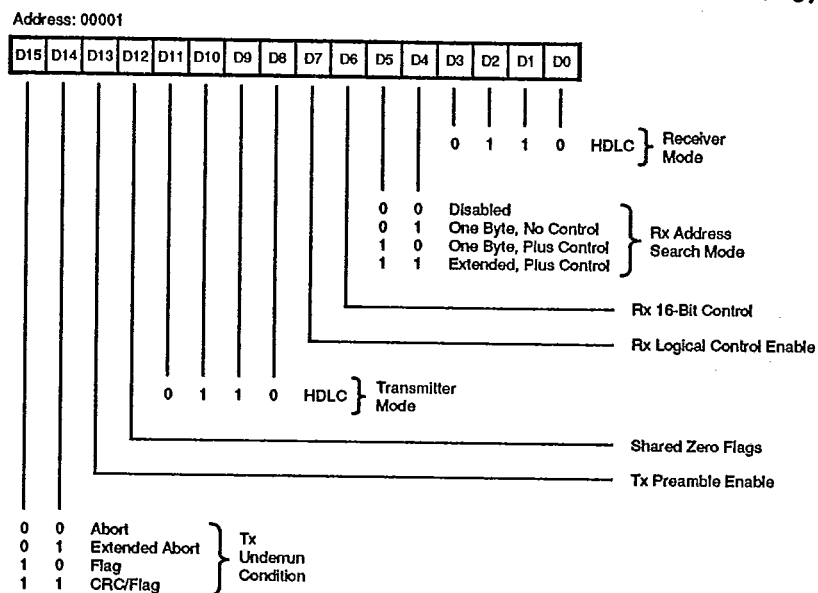 Address: 00001
D15 D14 D13 D12 D11 D10 D9 D8 D7 D6 D5 D4 D3 D2 D1 D0
0 1 1 0 HDLC } Receiver Mode
0 0 Disabled
0 1 One Byte, No Control
1 0 One Byte, Plus Control
1 1 Extended, Plus Control
Rx Address
Search Mode
Rx 16-Bit Control
Rx Logical Control Enable
0 1 1 0 HDLC } Transmitter Mode
Shared Zero Flags
Tx Preamble Enable
0 0 Abort
0 1 Extended Abort
1 0 Flag
1 1 CRC/Flag
Tx
Underrun
Condition